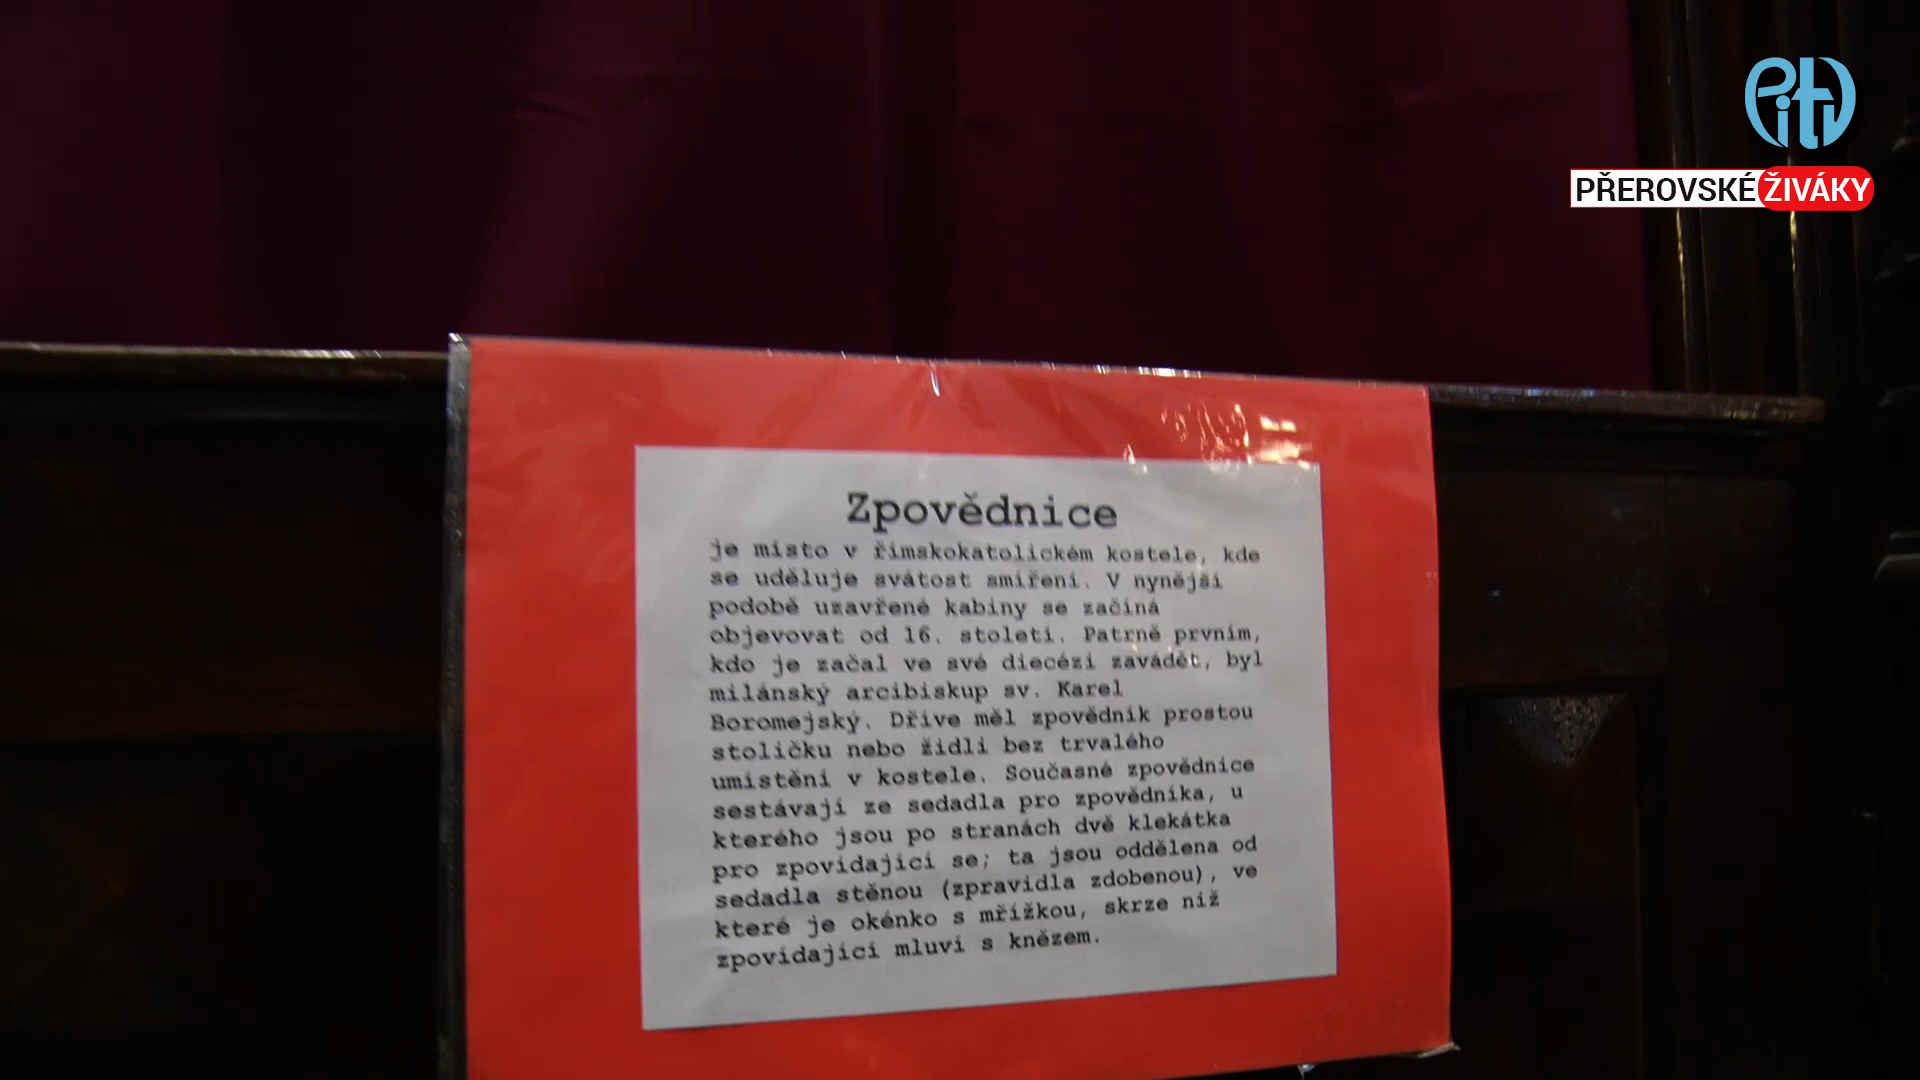 PiTV
PŘEROVSKÉ ŽIVÁKY
Zpovědnice
je místo v římskokatolickém kostele, kde
se uděluje svátost smíření. V nynější
podobě uzavřené kabiny se začíná
objevovat od 16. století. Patrně prvním,
kdo je začal ve své diecézi zavádět, byl
milánský arcibiskup sv. Karel
Boromejský. Dříve měl zpovědník prostou
stoličku nebo židli bez trvalého
umístění v kostele. Současné zpovědnice
sestávají ze sedadla pro zpovědníka, u
kterého jsou po stranách dvě klekátka
pro zpovídající se; ta jsou oddělena od
sedadla stěnou (zpravidla zdobenou), ve
které je okénko s mřížkou, skrze niž
zpovídající mluví s knězem.